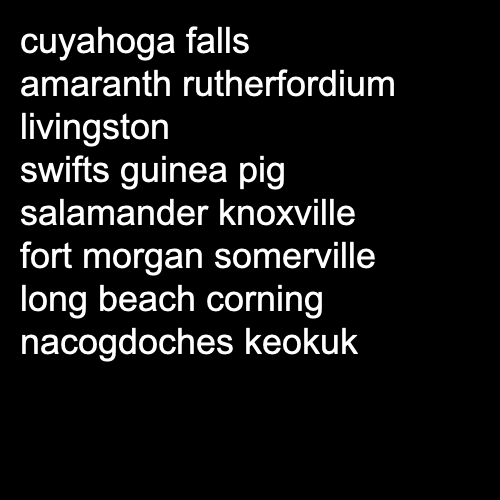 cuyahoga falls
amaranth rutherfordium
livingston
swifts guinea pig
salamander knoxville
fort morgan somerville
long beach corning
nacogdoches keokuk